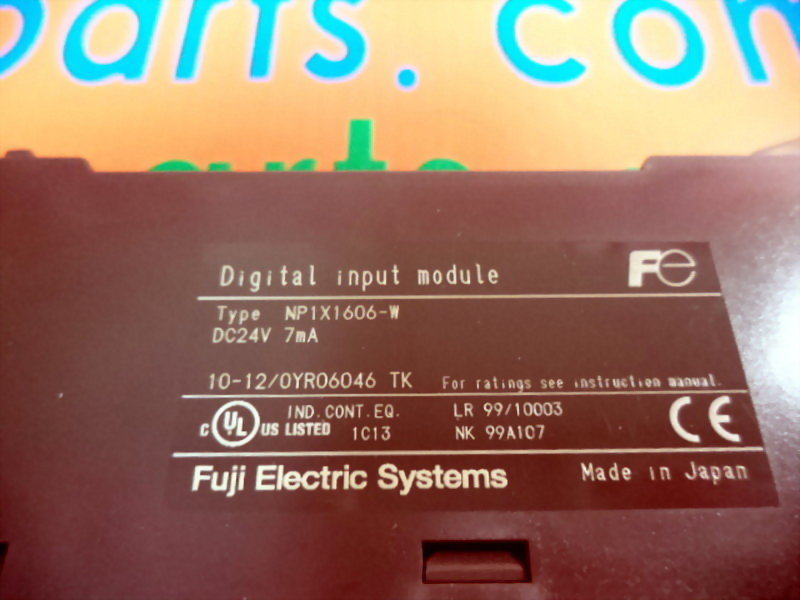 parts. com
Digital input module
Fe
Type NP1X1606-W
DC24V 7mA
10-12/0YR06046 TK For ratings see instruction manual.
c UL US LISTED IND. CONT. EQ. 1C13
LR 99/10003
NK 99A107
CE
Fuji Electric Systems Made in Japan